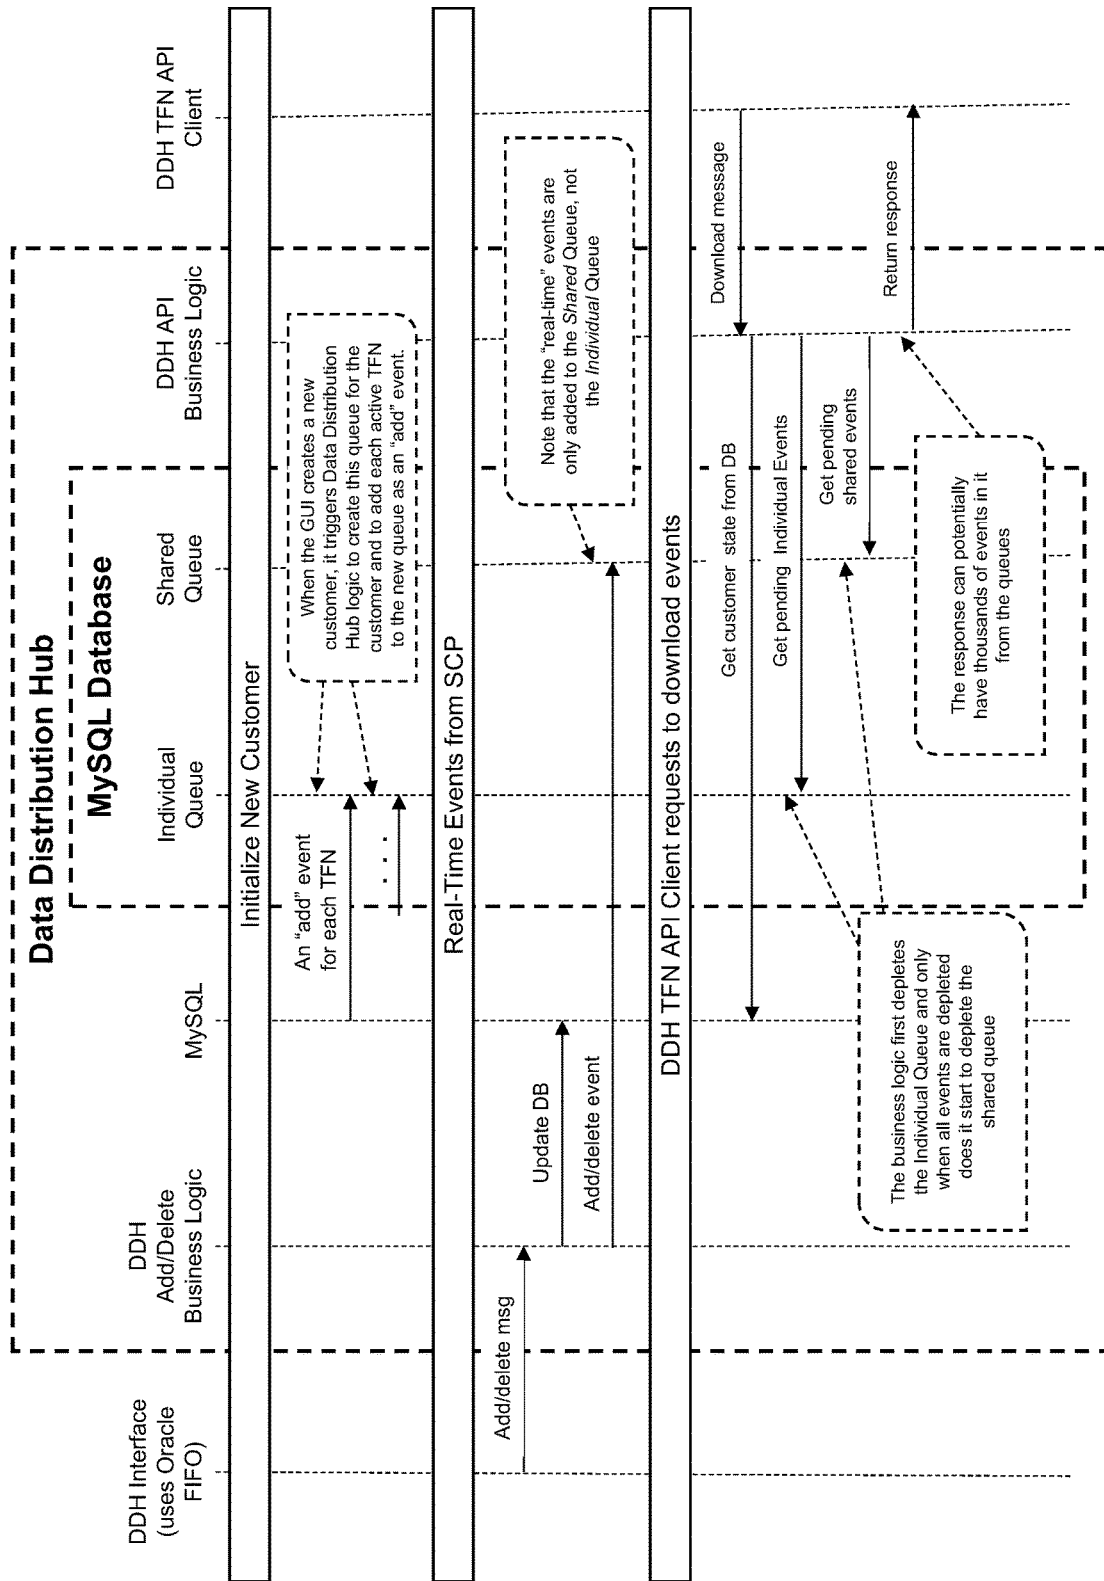 Data Distribution Hub
MySQL Database
DDH Interface
(uses Oracle
FIFO)
DDH
Add/Delete
Business Logic
MySQL
Individual
Queue
Shared
Queue
DDH API
Business Logic
DDH TFN API
Client
Initialize New Customer
An “add” event
for each TFN
. . .
When the GUI creates a new
customer, it triggers Data Distribution
Hub logic to create this queue for the
customer and to add each active TFN
to the new queue as an “add” event.
Real-Time Events from SCP
Add/delete msg
Update DB
Add/delete event
Note that the “real-time” events are
only added to the Shared Queue, not
the Individual Queue
DDH TFN API Client requests to download events
Download message
Get customer state from DB
Get pending Individual Events
Get pending
shared events
Return response
The business logic first depletes
the Individual Queue and only
when all events are depleted
does it start to deplete the
shared queue
The response can potentially
have thousands of events in it
from the queues